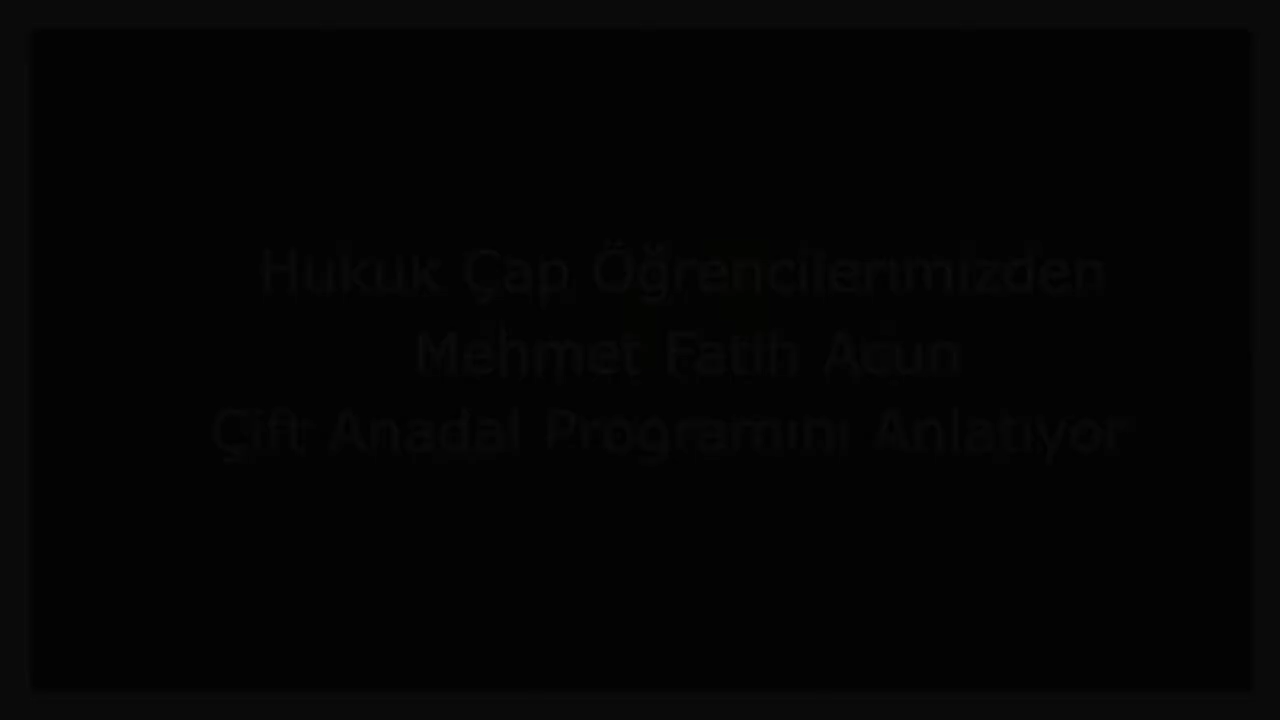 Hukuk Çap Öğrencilerimizden
Mehmet Fatih Acun
Çift Anadal Programını Anlatıyor